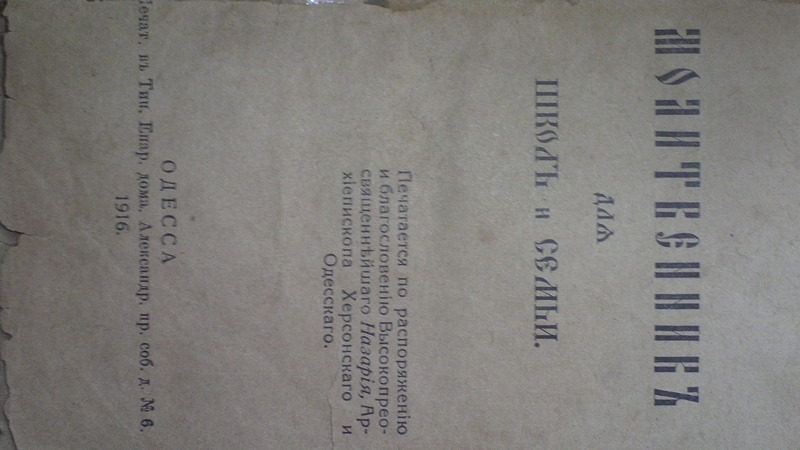 МОЛИТВЕННИКЪ
ДЛЯ
ШКОЛЪ и СЕМЬИ.
Печатается по распоряженію
и благословенію Высокопрео-
священнѣйшаго Назарія, Ар-
хіепископа Херсонскаго и
Одесскаго.
ОДЕССА
Печат. въ Тип. Епар. дома, Александр. пр. соб. д. № 6.
1916.